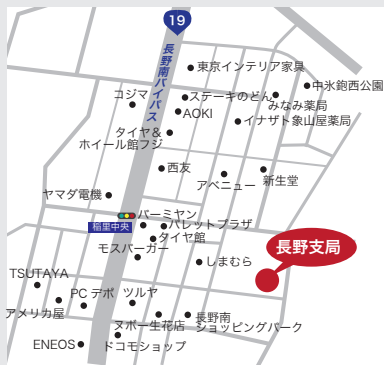 19
長野南バイパス
東京インテリア家具
中氷鉋西公園
コジマ
ステーキのどん
みなみ薬局
AOKI
イナザト象山屋薬局
タイヤ&
ホイール館フジ
西友
アベニュー
新生堂
ヤマダ電機
バーミヤン
稲里中央
パレットプラザ
タイヤ館
モスバーガー
しまむら
長野支局
TSUTAYA
PCデポ
ツルヤ
アメリカ屋
ヌボー生花店
長野南
ショッピングパーク
ENEOS
ドコモショップ